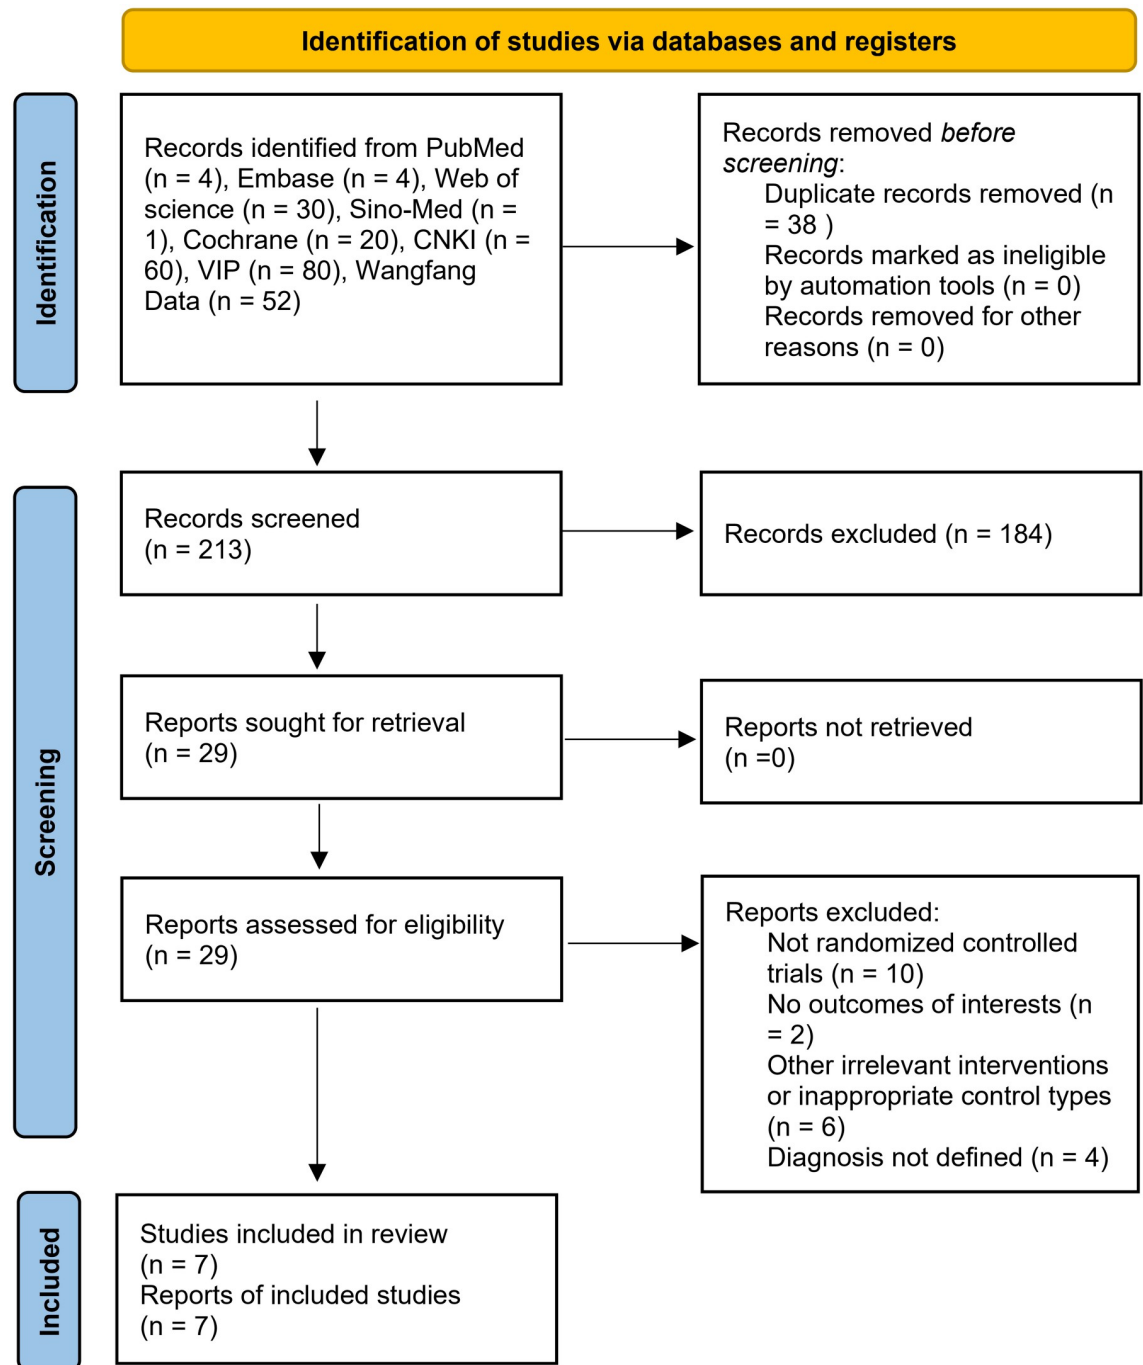 Identification of studies via databases and registers
Identification
Records identified from PubMed
(n = 4), Embase (n = 4), Web of
science (n = 30), Sino-Med (n =
1), Cochrane (n = 20), CNKI (n =
60), VIP (n = 80), Wangfang
Data (n = 52)
Records removed before
screening:
Duplicate records removed (n
= 38 )
Records marked as ineligible
by automation tools (n = 0)
Records removed for other
reasons (n = 0)
Screening
Records screened
(n = 213)
Records excluded (n = 184)
Reports sought for retrieval
(n = 29)
Reports not retrieved
(n =0)
Reports assessed for eligibility
(n = 29)
Reports excluded:
Not randomized controlled
trials (n = 10)
No outcomes of interests (n
= 2)
Other irrelevant interventions
or inappropriate control types
(n = 6)
Diagnosis not defined (n = 4)
Included
Studies included in review
(n = 7)
Reports of included studies
(n = 7)